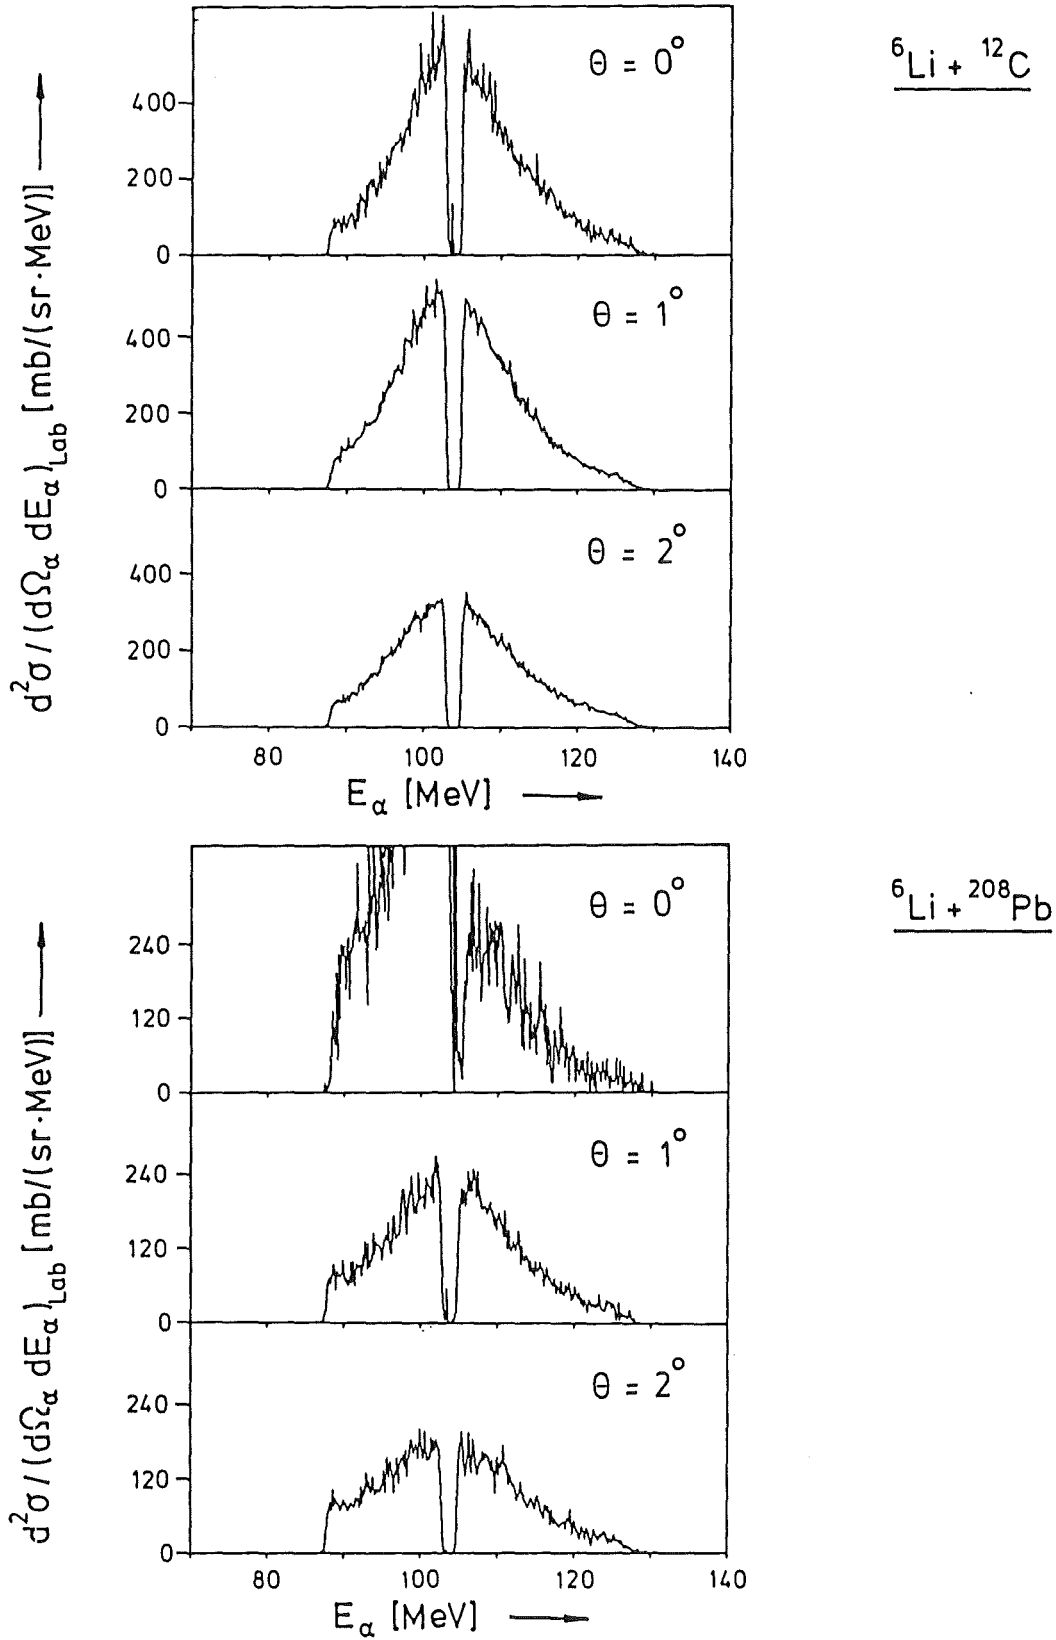 θ = 0°
⁶Li + ¹²C
400
200
0
θ = 1°
400
200
0
θ = 2°
400
200
0
80 100 120 140
E_α [MeV]
d²σ / (dΩ_α dE_α)_Lab [mb/(sr·MeV)]
θ = 0°
⁶Li + ²⁰⁸Pb
240
120
0
θ = 1°
240
120
0
θ = 2°
240
120
0
80 100 120 140
E_α [MeV]
d²σ / (dΩ_α dE_α)_Lab [mb/(sr·MeV)]